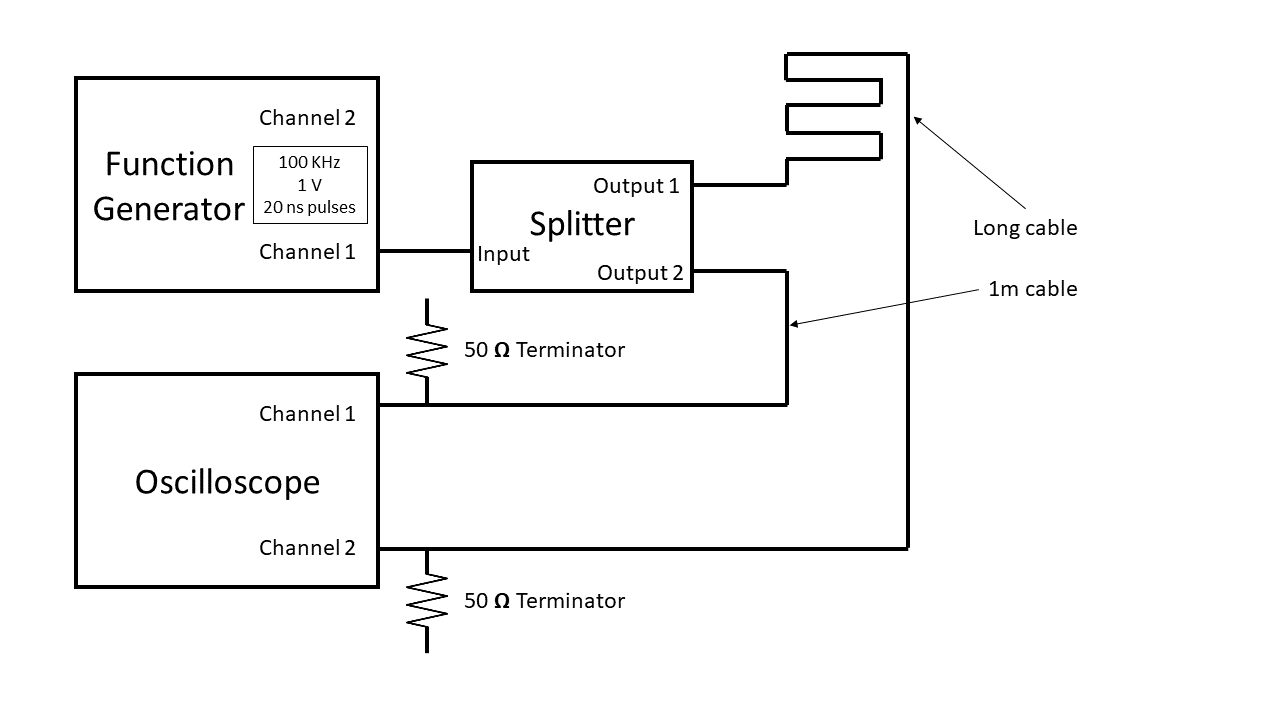 Function
Generator
Channel 2
100 KHz
1 V
20 ns pulses
Channel 1
Splitter
Input
Output 1
Output 2
Long cable
1m cable
50 Ω Terminator
Oscilloscope
Channel 1
Channel 2
50 Ω Terminator